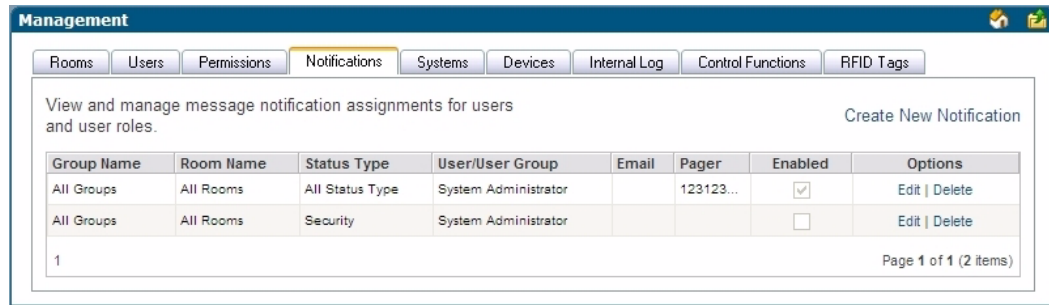 Management
Rooms Users Permissions Notifications Systems Devices Internal Log Control Functions RFID Tags
View and manage message notification assignments for users
and user roles.
Create New Notification
Group Name Room Name Status Type User/User Group Email Pager Enabled Options
All Groups All Rooms All Status Type System Administrator 123123... Edit | Delete
All Groups All Rooms Security System Administrator Edit | Delete
1 Page 1 of 1 (2 items)